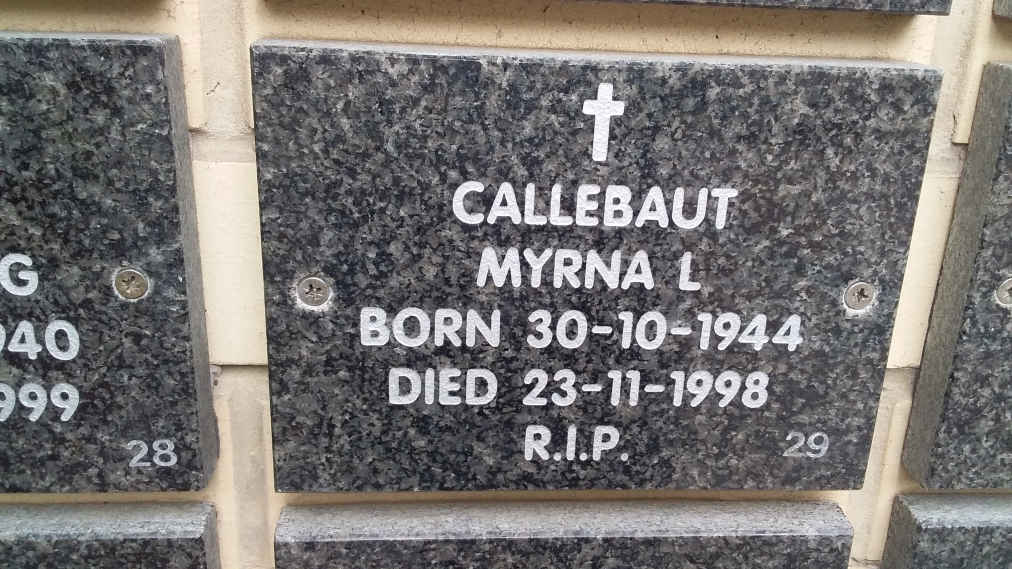 CALLEBAUT
MYRNA L
BORN 30-10-1944
DIED 23-11-1998
R.I.P.
29
G
940
999
28